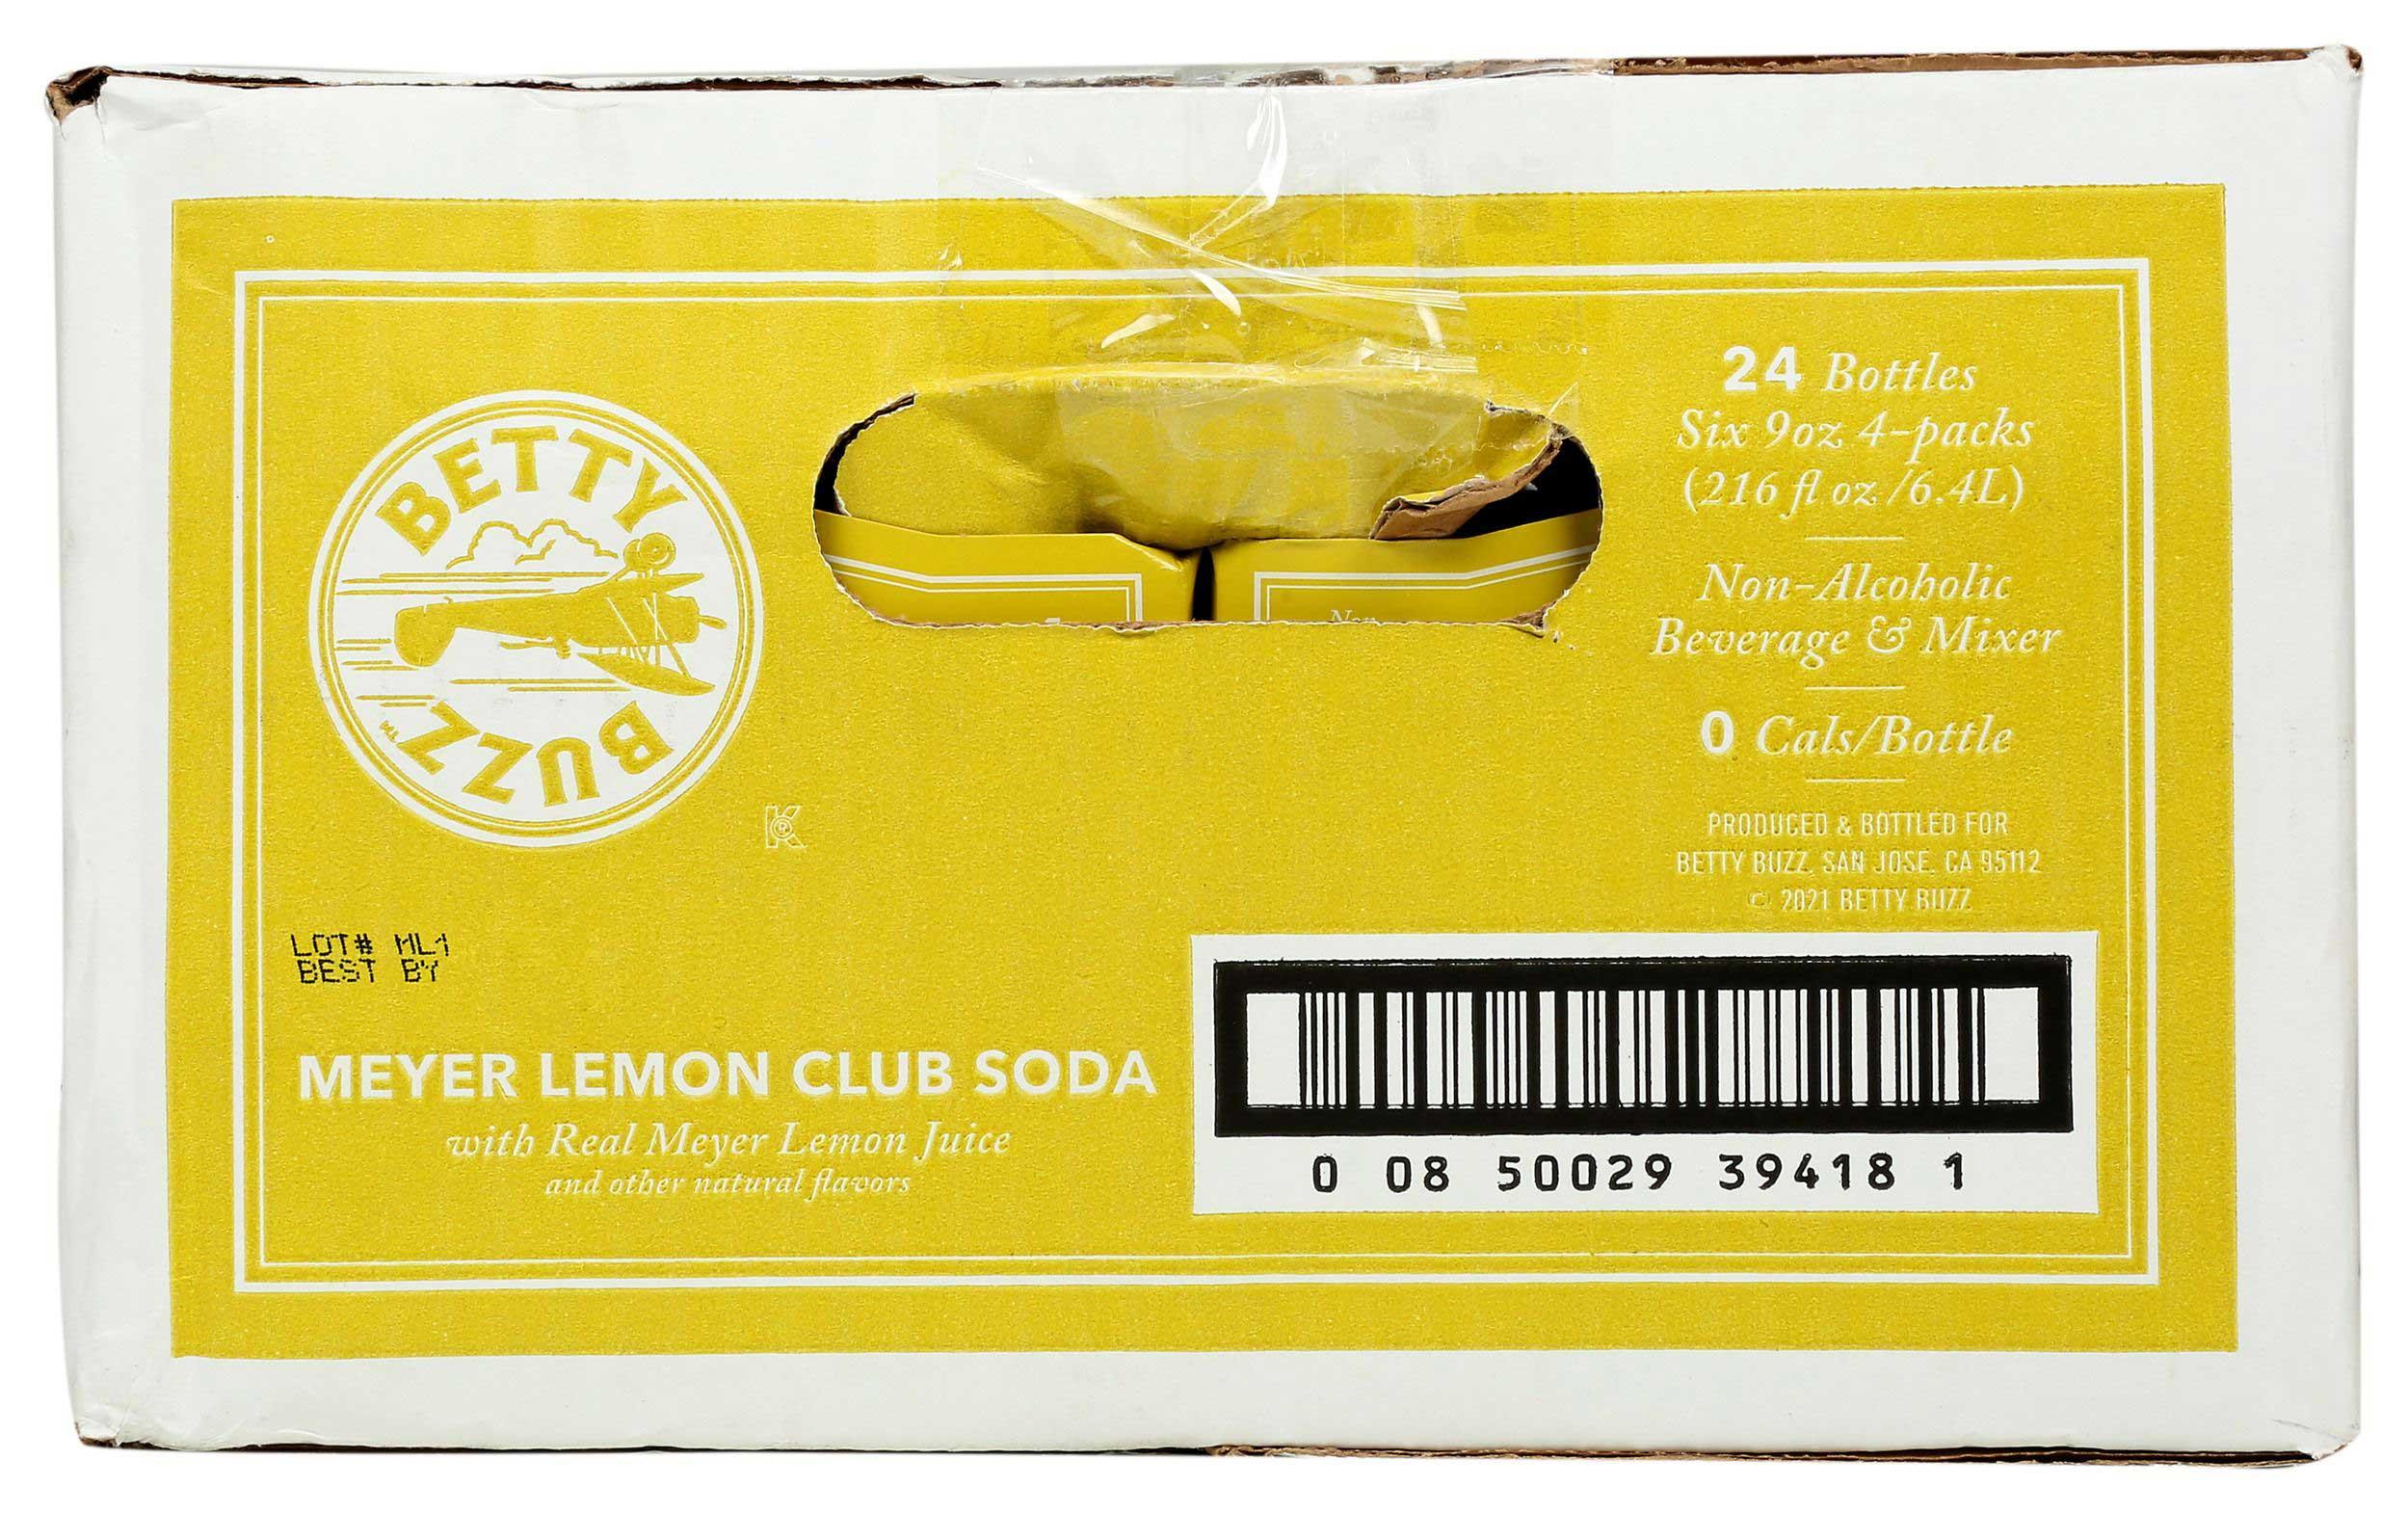 BETTY
BUZZ™
LOT# ML1
BEST BY
MEYER LEMON CLUB SODA
with Real Meyer Lemon Juice
and other natural flavors
24 Bottles
Six 9oz 4-packs
(216 fl oz /6.4L)
Non-Alcoholic
Beverage & Mixer
0 Cals/Bottle
PRODUCED & BOTTLED FOR
BETTY BUZZ, SAN JOSE, CA 95112
© 2021 BETTY BUZZ
0 08 50029 39418 1